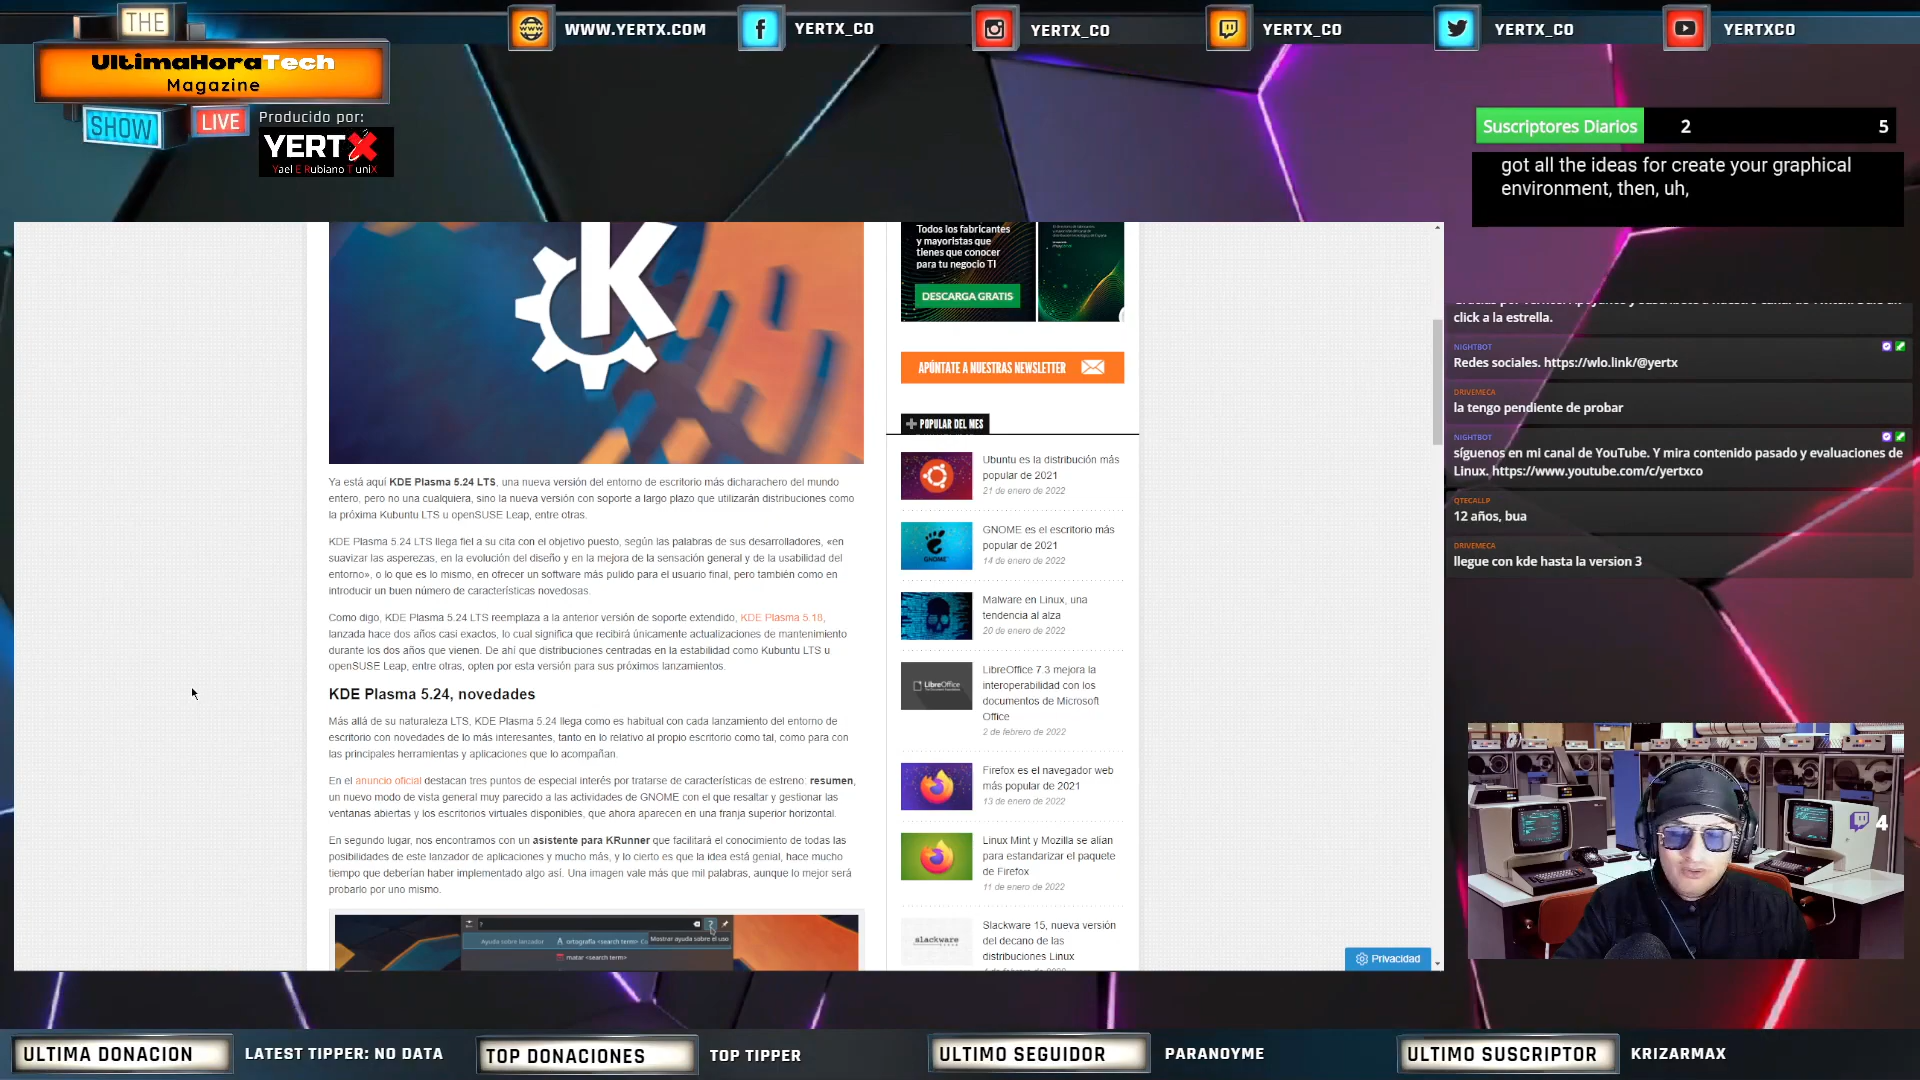 THE
UltimaHoraTech
Magazine
SHOW
LIVE
Producido por:
YERTX
Yael E Rubiano T uniX
WWW.YERTX.COM
YERTX_CO
YERTX_CO
YERTX_CO
YERTX_CO
YERTXCO
Suscriptores Diarios 2 5
got all the ideas for create your graphical
environment, then, uh,
Ya está aquí KDE Plasma 5.24 LTS, una nueva versión del entorno de escritorio más dicharachero del mundo
entero, pero no una cualquiera, sino la nueva versión con soporte a largo plazo que utilizarán distribuciones como
la próxima Kubuntu LTS u openSUSE Leap, entre otras.
KDE Plasma 5.24 LTS llega fiel a su cita con el objetivo puesto, según las palabras de sus desarrolladores, «en
suavizar las asperezas, en la evolución del diseño y en la mejora de la sensación general y de la usabilidad del
entorno», o lo que es lo mismo, en ofrecer un software más pulido para el usuario final, pero también como en
introducir un buen número de características novedosas.
Como digo, KDE Plasma 5.24 LTS reemplaza a la anterior versión de soporte extendido, KDE Plasma 5.18,
lanzada hace dos años casi exactos, lo cual significa que recibirá únicamente actualizaciones de mantenimiento
durante los dos años que vienen. De ahí que distribuciones centradas en la estabilidad como Kubuntu LTS u
openSUSE Leap, entre otras, opten por esta versión para sus próximos lanzamientos.
KDE Plasma 5.24, novedades
Más allá de su naturaleza LTS, KDE Plasma 5.24 llega como es habitual con cada lanzamiento del entorno de
escritorio con novedades de lo más interesantes, tanto en lo relativo al propio escritorio como tal, como para con
las principales herramientas y aplicaciones que lo acompañan.
En el anuncio oficial destacan tres puntos de especial interés por tratarse de características de estreno: resumen,
un nuevo modo de vista general muy parecido a las actividades de GNOME con el que resaltar y gestionar las
ventanas abiertas y los escritorios virtuales disponibles, que ahora aparecen en una franja superior horizontal.
En segundo lugar, nos encontramos con un asistente para KRunner que facilitará el conocimiento de todas las
posibilidades de este lanzador de aplicaciones y mucho más, y lo cierto es que la idea está genial, hace mucho
tiempo que deberían haber implementado algo así. Una imagen vale más que mil palabras, aunque lo mejor será
probarlo por uno mismo.
Ayuda sobre lanzador
ortografía <search term>
Mostrar ayuda sobre el uso
matar <search term>
Todos los fabricantes
y mayoristas que
tienes que conocer
para tu negocio TI
DESCARGA GRATIS
APÚNTATE A NUESTRAS NEWSLETTER
POPULAR DEL MES
Ubuntu es la distribución más
popular de 2021
21 de enero de 2022
GNOME es el escritorio más
popular de 2021
14 de enero de 2022
Malware en Linux, una
tendencia al alza
20 de enero de 2022
LibreOffice
LibreOffice 7.3 mejora la
interoperabilidad con los
documentos de Microsoft
Office
2 de febrero de 2022
Firefox es el navegador web
más popular de 2021
13 de enero de 2022
Linux Mint y Mozilla se alían
para estandarizar el paquete
de Firefox
11 de enero de 2022
slackware
Slackware 15, nueva versión
del decano de las
distribuciones Linux
Privacidad
click a la estrella.
NIGHTBOT
Redes sociales. https://wlo.link/@yertx
DRIVEMECA
la tengo pendiente de probar
NIGHTBOT
síguenos en mi canal de YouTube. Y mira contenido pasado y evaluaciones de
Linux. https://www.youtube.com/c/yertxco
QTECALLP
12 años, bua
DRIVEMECA
llegue con kde hasta la version 3
4
ULTIMA DONACION
LATEST TIPPER: NO DATA
TOP DONACIONES
TOP TIPPER
ULTIMO SEGUIDOR
PARANOYME
ULTIMO SUSCRIPTOR
KRIZARMAX